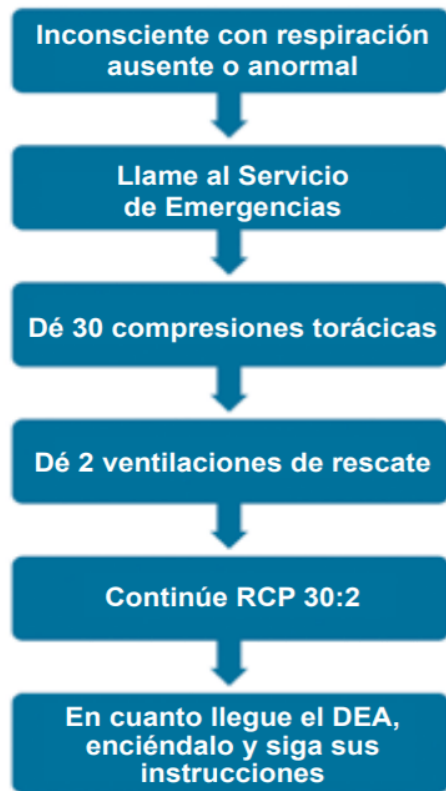 Inconsciente con respiración
ausente o anormal
Llame al Servicio
de Emergencias
Dé 30 compresiones torácicas
Dé 2 ventilaciones de rescate
Continúe RCP 30:2
En cuanto llegue el DEA,
enciéndalo y siga sus
instrucciones